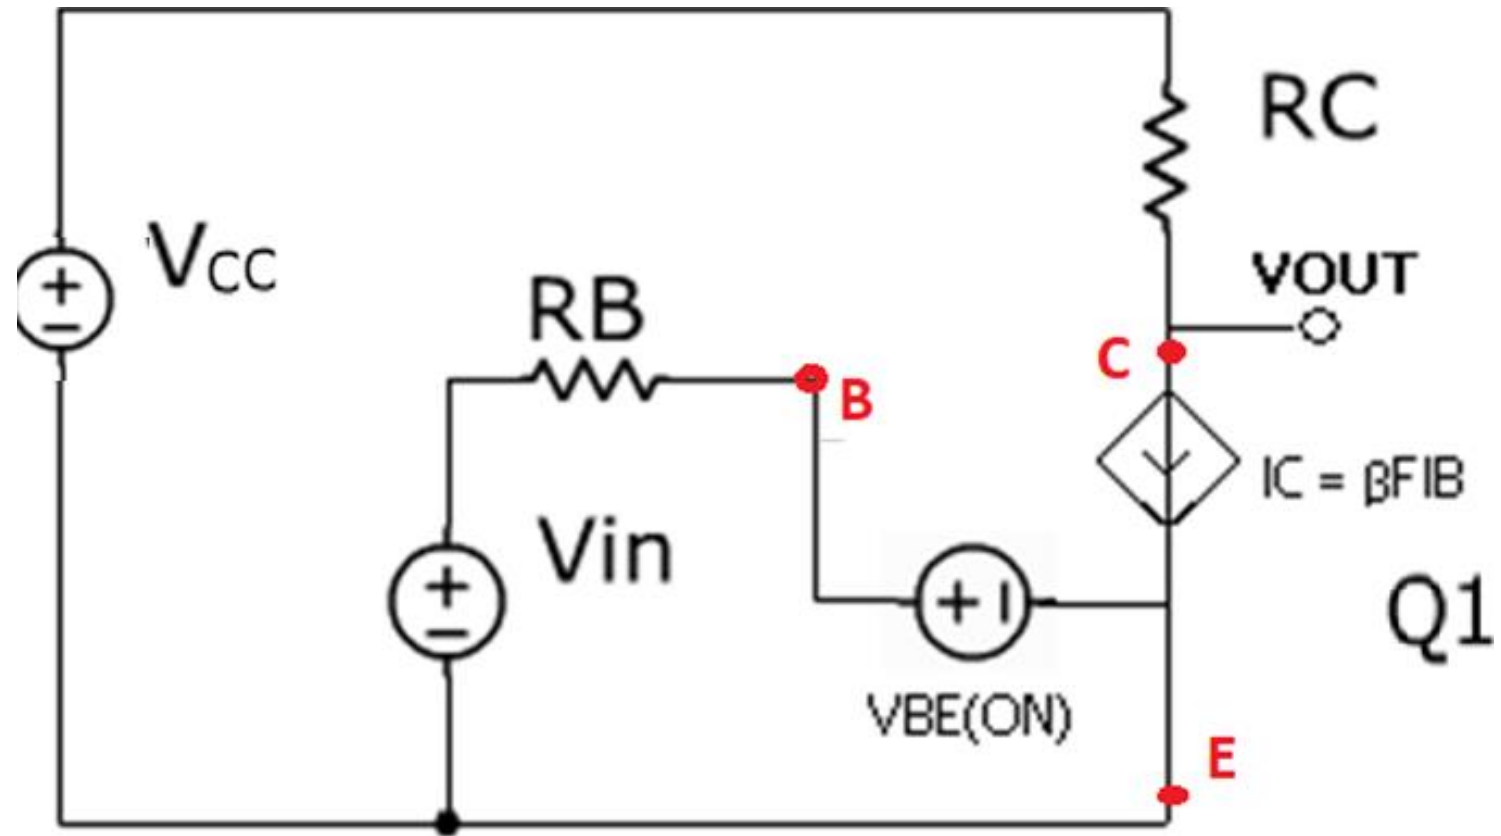 RC
VCC
VOUT
RB
C
B
IC = βFIB
Vin
Q1
VBE(ON)
E